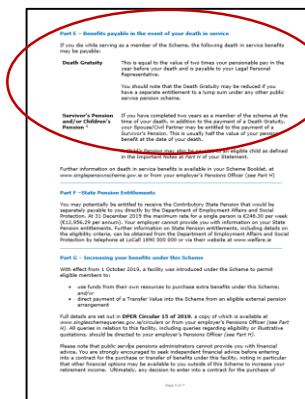 Part E – Benefits payable in the event of your death in service
If you die while serving as a member of the Scheme, the following death in service benefits
may be payable:
Death Gratuity This is equal to the value of two times your pensionable pay in the
year before your death and is payable to your Legal Personal
Representative.
You should note that the Death Gratuity may be reduced if you
have a separate entitlement to a lump sum under any other public
service pension scheme.
Survivor's Pension If you have completed two years as a member of the scheme at the
and/or Children's time of your death, in addition to the payment of a Death Gratuity,
Pension your Spouse/Civil Partner may be entitled to the payment of a
Survivor's Pension. This is usually half the value of your pension
benefit at the date of your death.
Child's Pension may also be payable to an eligible child as defined
in the Important Notes at Part H of your Statement.
Further information on death in service benefits is available in your Scheme Booklet, at
www.singlepensionscheme.gov.ie or from your employer's Pensions Officer (see Part H)
Part F –State Pension Entitlements
You may potentially be entitled to receive the Contributory State Pension that would be
separately payable to you directly by the Department of Employment Affairs and Social
Protection. At 31 December 2019 the maximum rate for a single person is €248.30 per week
(€12,956.29 per annum). Your employer cannot provide you with information on your State
Pension entitlements. Further information on State Pension entitlements, including details on
the eligibility criteria, can be obtained from the Department of Employment Affairs and Social
Protection by telephone at LoCall 1890 500 000 or via their website at www.welfare.ie
Part G – Increasing your benefits under this Scheme
With effect from 1 October 2019, a facility was introduced under the Scheme to permit
eligible members to:
• use funds from their own resources to purchase extra benefits under this Scheme;
and/or
• direct payment of a Transfer Value into the Scheme from an eligible external pension
arrangement
Full details are set out in DPER Circular 15 of 2019, a copy of which is available at
www.singleschemequeries.gov.ie/circulars or from your employer's Pensions Officer (see Part
H). All queries in relation to this facility, including queries regarding eligibility or illustrative
quotations, should be directed to your employer's Pensions Officer (see Part H).
Please note that public service pensions administrators cannot provide you with financial
advice. You are strongly encouraged to seek independent financial advice before entering
into a contract for the purchase or transfer of benefits under this facility, noting in particular
that other financial options may be available to you outside of this Scheme to increase your
retirement income. Ultimately, any decision to enter into a contract for the purchase of